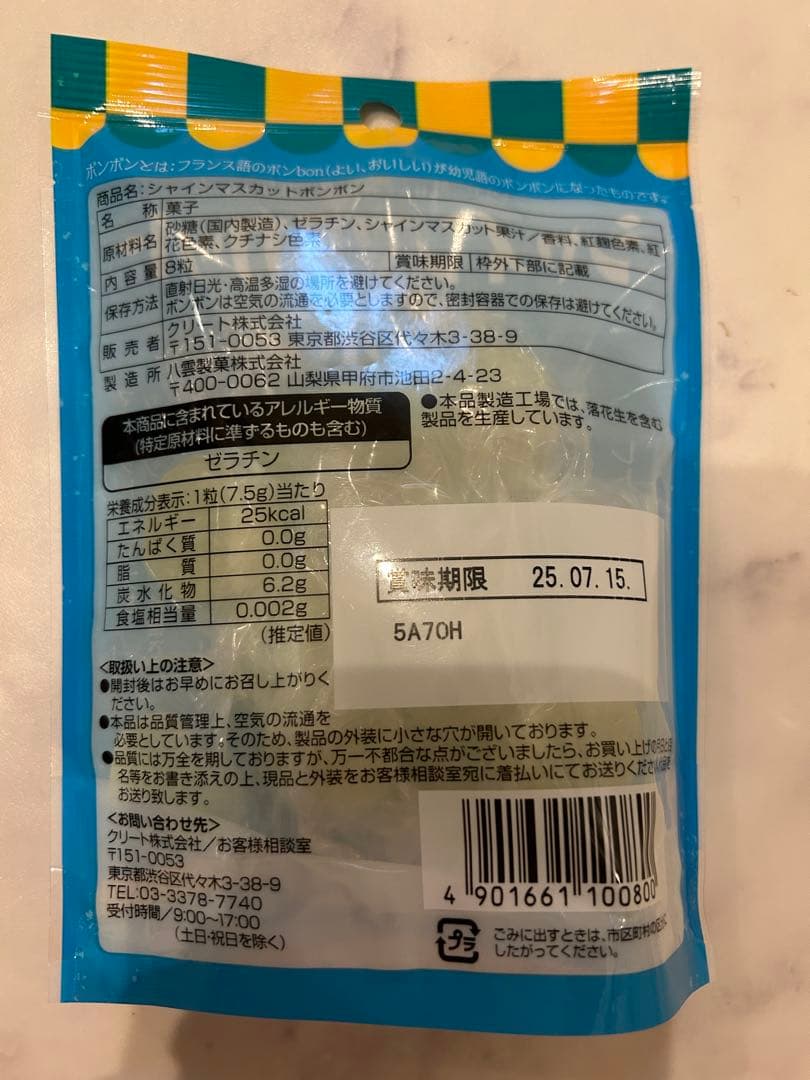 ボンボンとは：フランス語のボンbon（よい、おいしい）が幼児語のボンボンになったものです。
商品名：シャインマスカットボンボン
名称 菓子
原材料名 砂糖（国内製造）、ゼラチン、シャインマスカット果汁／香料、紅麹色素、紅
花色素、クチナシ色素
内容量 8粒 賞味期限 枠外下部に記載
保存方法 直射日光・高温多湿の場所を避けてください。
ボンボンは空気の流通を必要としますので、密封容器での保存は避けてください。
販売者 クリート株式会社
〒151-0053 東京都渋谷区代々木3-38-9
製造所 八雲製菓株式会社
〒400-0062 山梨県甲府市池田2-4-23
本商品に含まれているアレルギー物質
（特定原材料に準ずるものも含む）
ゼラチン
●本品製造工場では、落花生を含む
製品を生産しています。
栄養成分表示：1粒（7.5g）当たり
エネルギー 25kcal
たんぱく質 0.0g
脂質 0.0g
炭水化物 6.2g
食塩相当量 0.002g
（推定値）
賞味期限 25.07.15.
5A70H
＜取扱い上の注意＞
●開封後はお早めにお召し上がりく
ださい。
●本品は品質管理上、空気の流通を
必要としています。そのため、製品の外装に小さな穴が開いております。
●品質には万全を期しておりますが、万一不都合な点がございましたら、お買い上げの
名等をお書き添えの上、現品と外装をお客様相談室宛に着払いにてお送りください。
お送り致します。
＜お問い合わせ先＞
クリート株式会社／お客様相談室
〒151-0053
東京都渋谷区代々木3-38-9
TEL:03-3378-7740
受付時間／9:00〜17:00
（土日・祝日を除く）
4 901661 100800
プラ
ごみに出すときは、市区町村の
したがってください。